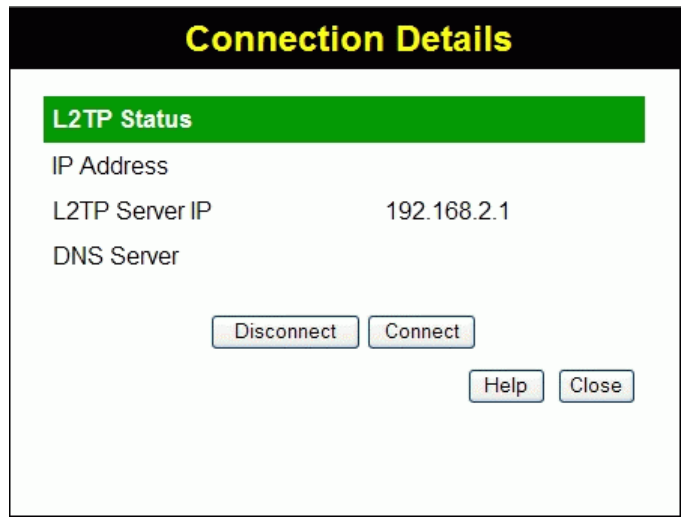 Connection Details
L2TP Status
IP Address
L2TP Server IP 192.168.2.1
DNS Server
Disconnect Connect
Help Close